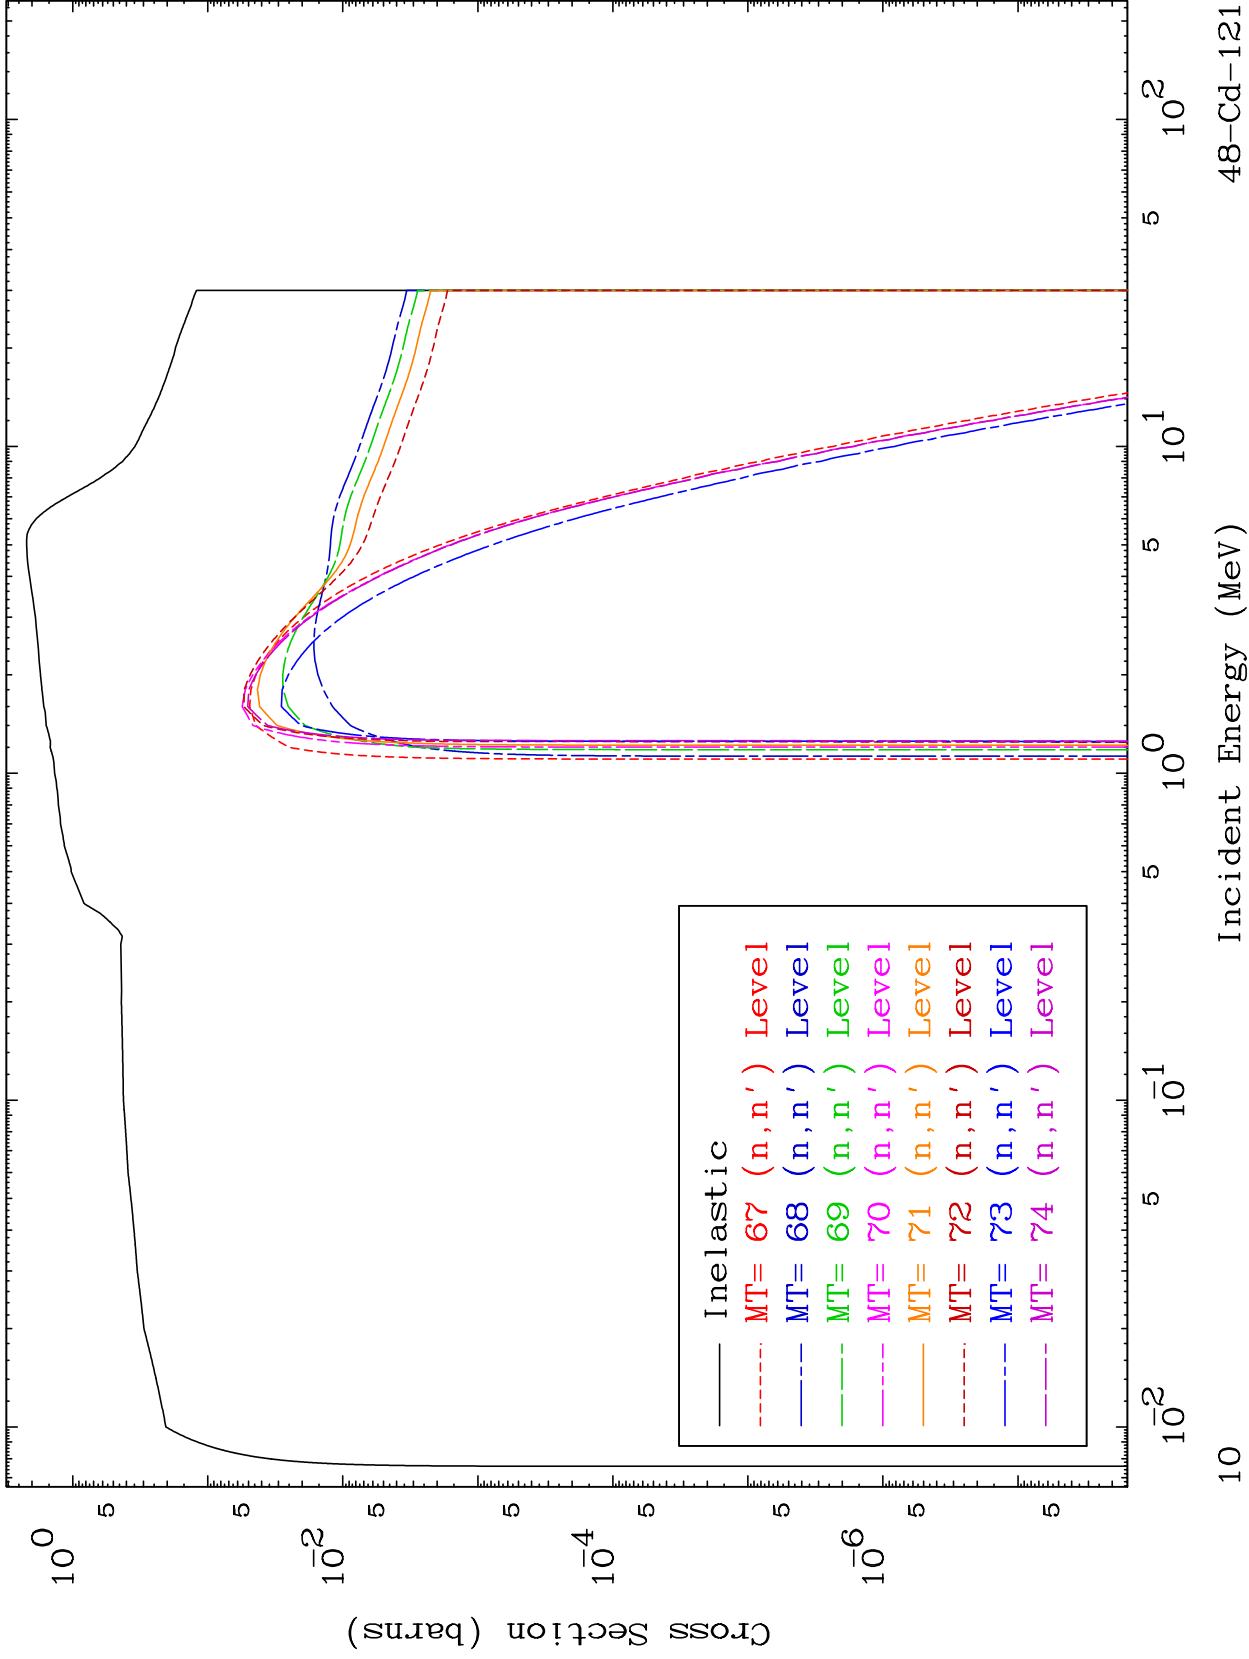 Cross Section (barns)
10^0
5
10^-2
5
5
10^-4
5
5
10^-6
5
5
Inelastic
MT= 67 (n,n') Level
MT= 68 (n,n') Level
MT= 69 (n,n') Level
MT= 70 (n,n') Level
MT= 71 (n,n') Level
MT= 72 (n,n') Level
MT= 73 (n,n') Level
MT= 74 (n,n') Level
10^-2 5 10^-1 5 10^0 5 10^1 5 10^2
10 Incident Energy (MeV) 48-Cd-121